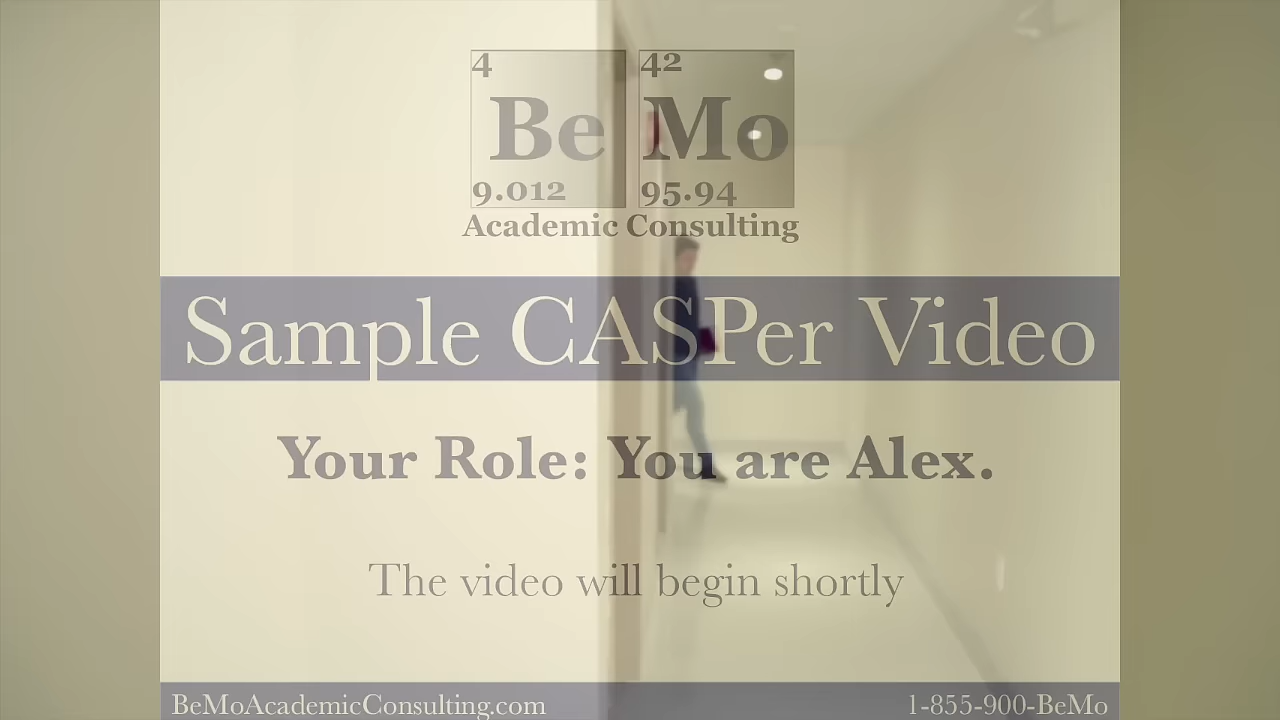 4 42
Be Mo
9.012 95.94
Academic Consulting
Sample CASPer Video
Your Role: You are Alex.
The video will begin shortly
BeMoAcademicConsulting.com 1-855-900-BeMo